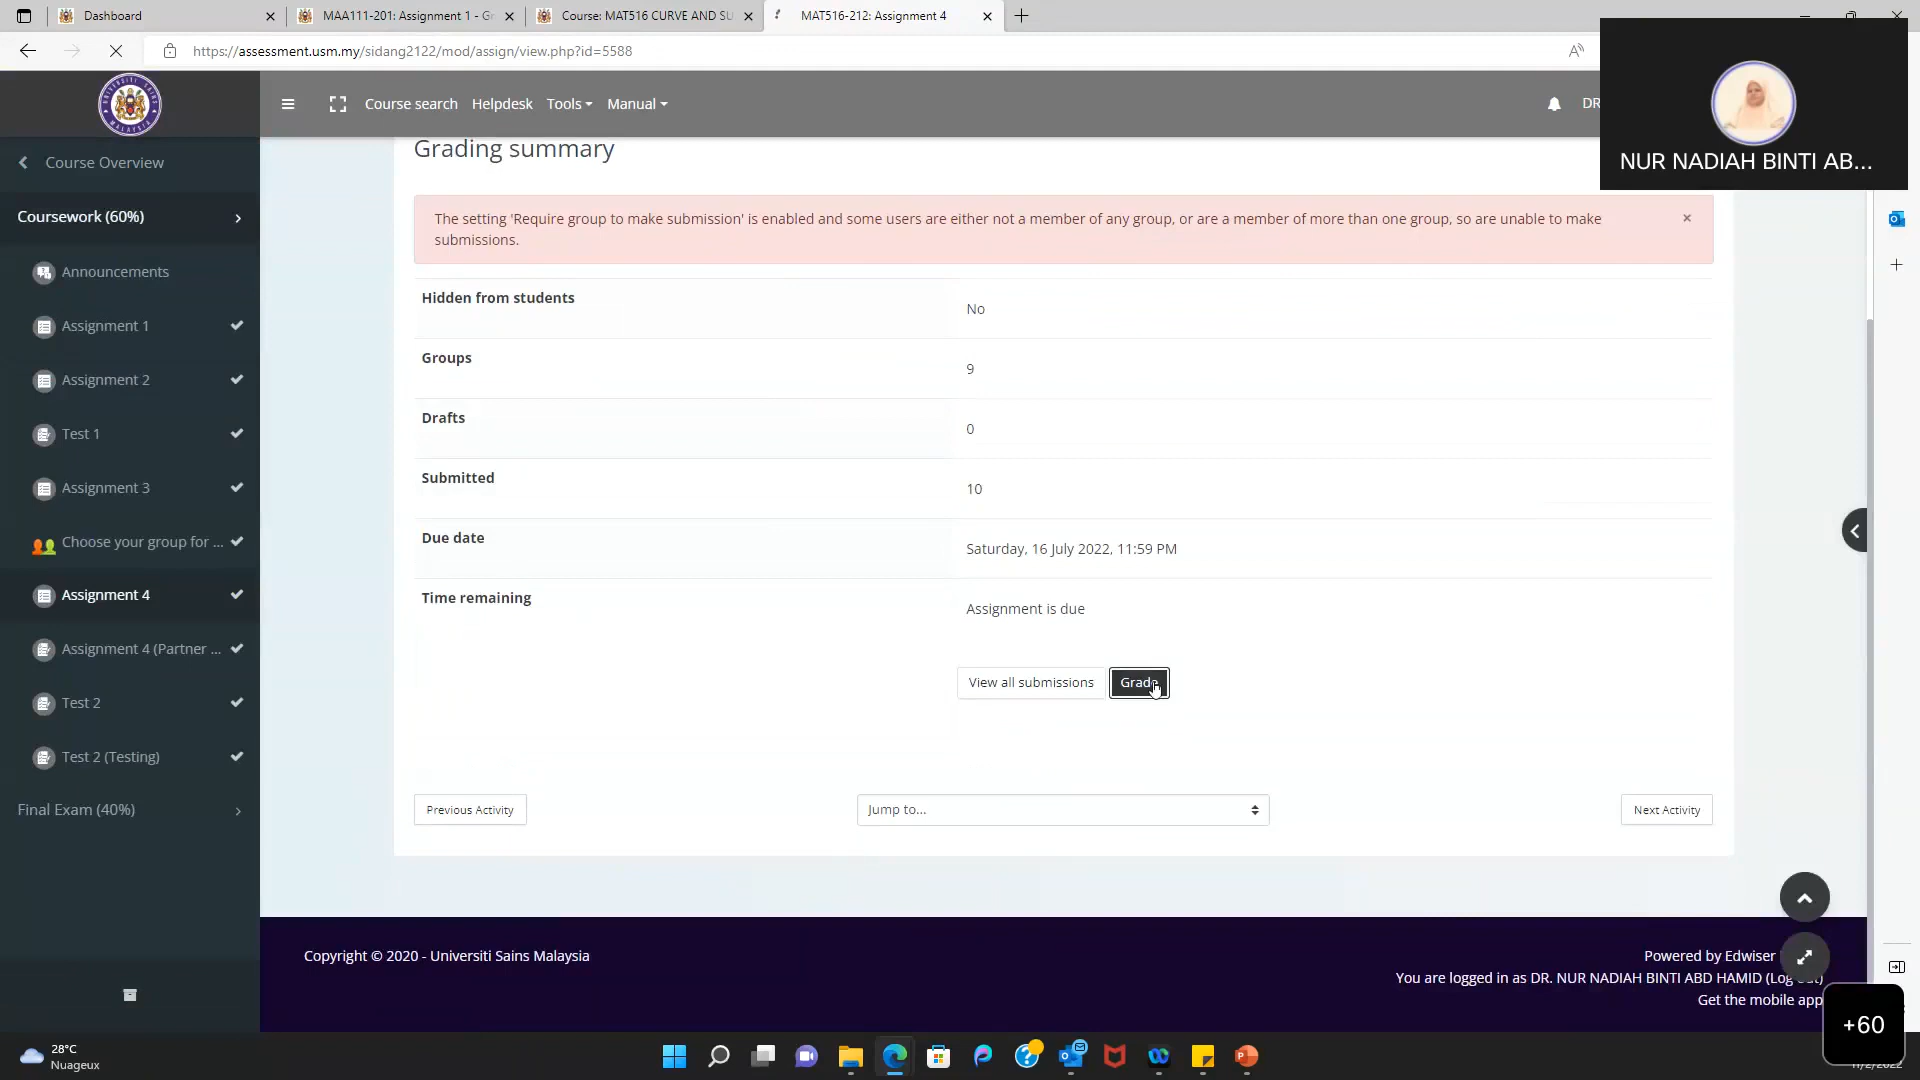 Dashboard
MAA111-201: Assignment 1 - Gr
Course: MAT516 CURVE AND SU
MAT516-212: Assignment 4
https://assessment.usm.my/sidang2122/mod/assign/view.php?id=5588
Course search
Helpdesk
Tools
Manual
DR
NUR NADIAH BINTI AB...
Course Overview
Coursework (60%)
Announcements
Assignment 1
Assignment 2
Test 1
Assignment 3
Choose your group for ...
Assignment 4
Assignment 4 (Partner ...
Test 2
Test 2 (Testing)
Final Exam (40%)
Grading summary
The setting 'Require group to make submission' is enabled and some users are either not a member of any group, or are a member of more than one group, so are unable to make
submissions.
Hidden from students
No
Groups
9
Drafts
0
Submitted
10
Due date
Saturday, 16 July 2022, 11:59 PM
Time remaining
Assignment is due
View all submissions
Grade
Previous Activity
Jump to...
Next Activity
Copyright © 2020 - Universiti Sains Malaysia
Powered by Edwiser
You are logged in as DR. NUR NADIAH BINTI ABD HAMID (Log out)
Get the mobile app
+60
28°C
Nuageux